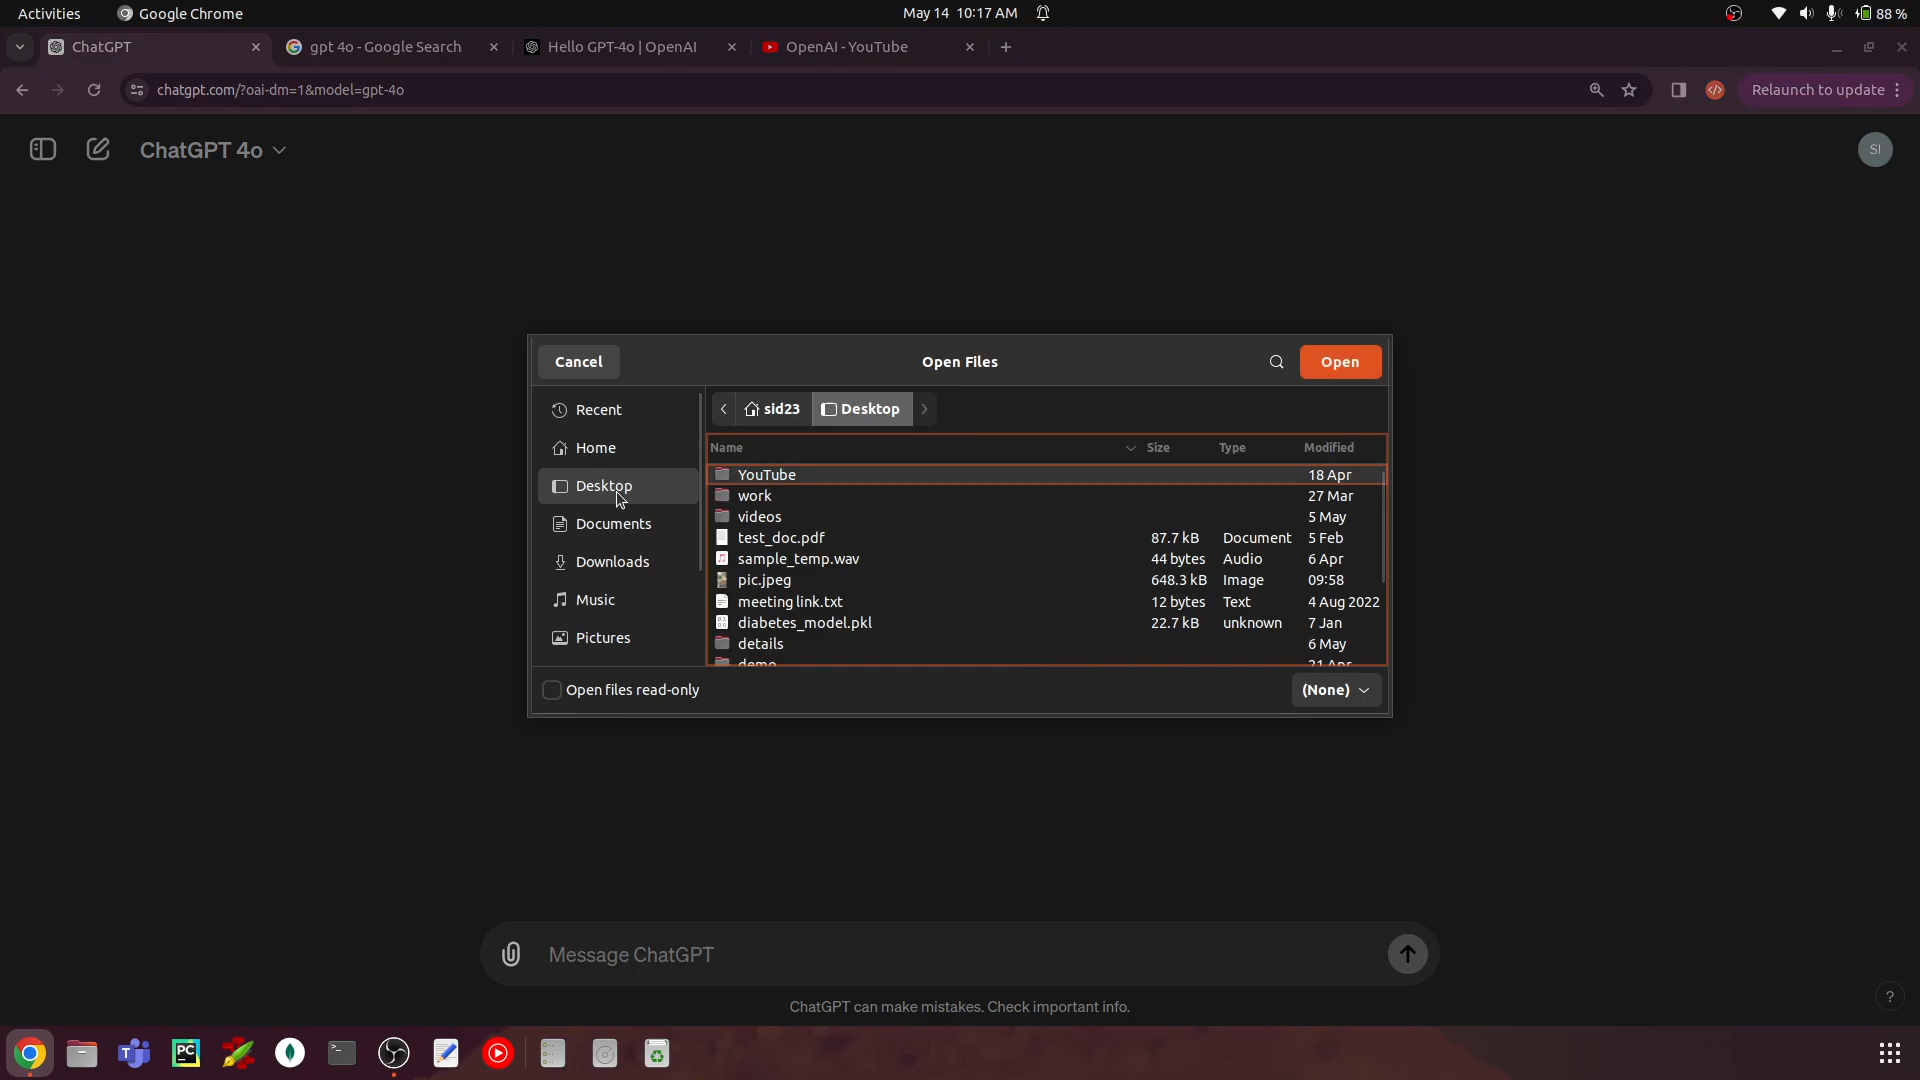 Activities Google Chrome May 14 10:17 AM 88 %
ChatGPT gpt 4o - Google Search Hello GPT-4o | OpenAI OpenAI - YouTube
chatgpt.com/?oai-dm=1&model=gpt-4o Relaunch to update
ChatGPT 4o SI
Cancel Open Files Open
Recent sid23 Desktop
Home Name Size Type Modified
YouTube 18 Apr
Desktop work 27 Mar
videos 5 May
Documents test_doc.pdf 87.7 kB Document 5 Feb
Downloads sample_temp.wav 44 bytes Audio 6 Apr
pic.jpeg 648.3 kB Image 09:58
Music meeting link.txt 12 bytes Text 4 Aug 2022
diabetes_model.pkl 22.7 kB unknown 7 Jan
Pictures details 6 May
demo 21 Apr
Open files read-only (None)
Message ChatGPT
ChatGPT can make mistakes. Check important info. ?
PC